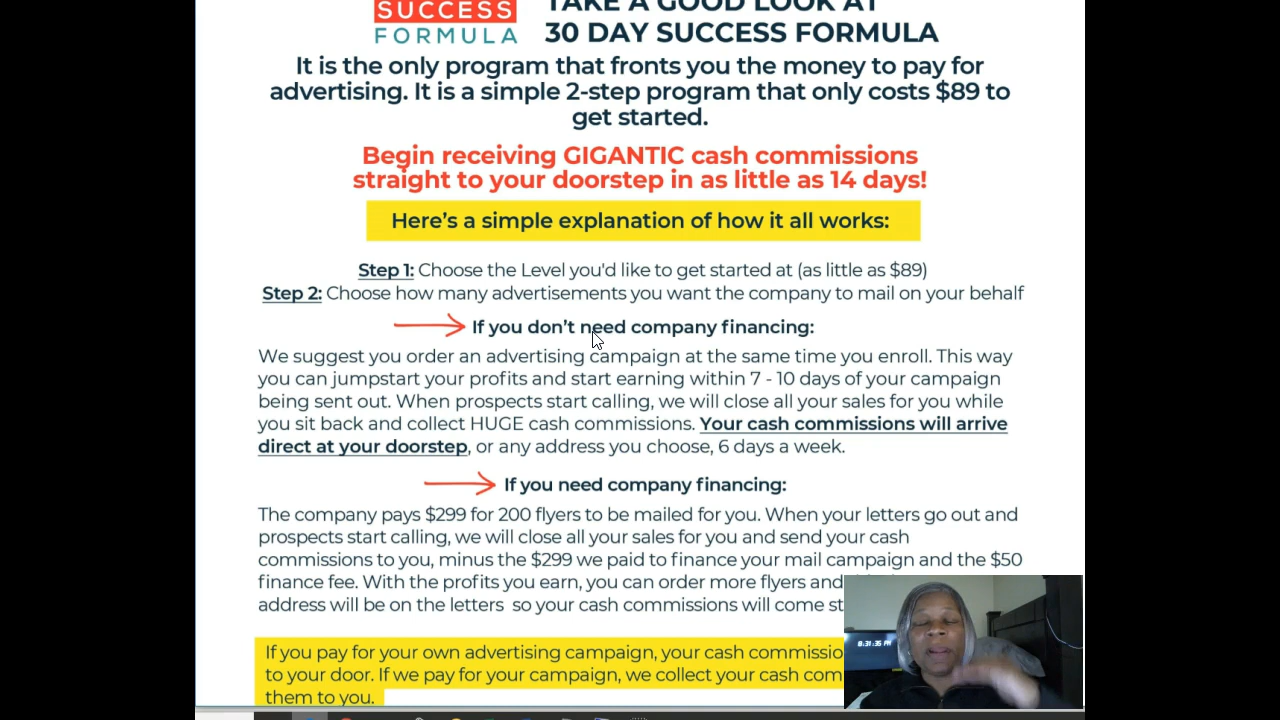 SUCCESS
FORMULA
TAKE A GOOD LOOK AT
30 DAY SUCCESS FORMULA
It is the only program that fronts you the money to pay for
advertising. It is a simple 2-step program that only costs $89 to
get started.
Begin receiving GIGANTIC cash commissions
straight to your doorstep in as little as 14 days!
Here's a simple explanation of how it all works:
Step 1: Choose the Level you'd like to get started at (as little as $89)
Step 2: Choose how many advertisements you want the company to mail on your behalf
If you don't need company financing:
We suggest you order an advertising campaign at the same time you enroll. This way
you can jumpstart your profits and start earning within 7 - 10 days of your campaign
being sent out. When prospects start calling, we will close all your sales for you while
you sit back and collect HUGE cash commissions. Your cash commissions will arrive
direct at your doorstep, or any address you choose, 6 days a week.
If you need company financing:
The company pays $299 for 200 flyers to be mailed for you. When your letters go out and
prospects start calling, we will close all your sales for you and send your cash
commissions to you, minus the $299 we paid to finance your mail campaign and the $50
finance fee. With the profits you earn, you can order more flyers and
address will be on the letters so your cash commissions will come
If you pay for your own advertising campaign, your cash
to your door. If we pay for your campaign, we collect your cash
them to you.
8:31:35 PM